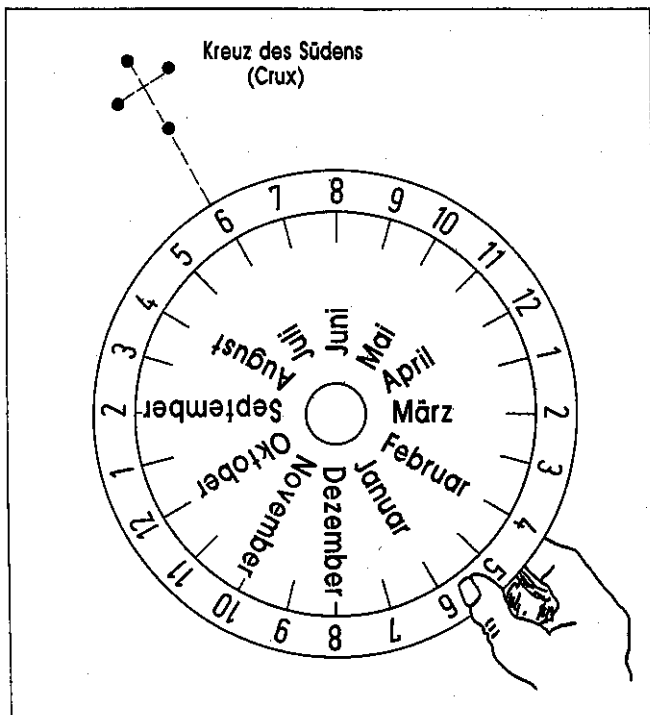 Kreuz des Südens
(Crux)
8
9
10
11
12
1
2
3
4
5
6
7
8
9
10
11
12
1
2
3
4
5
6
7
Juni
Mai
April
März
Februar
Januar
Dezember
November
Oktober
September
August
Juli